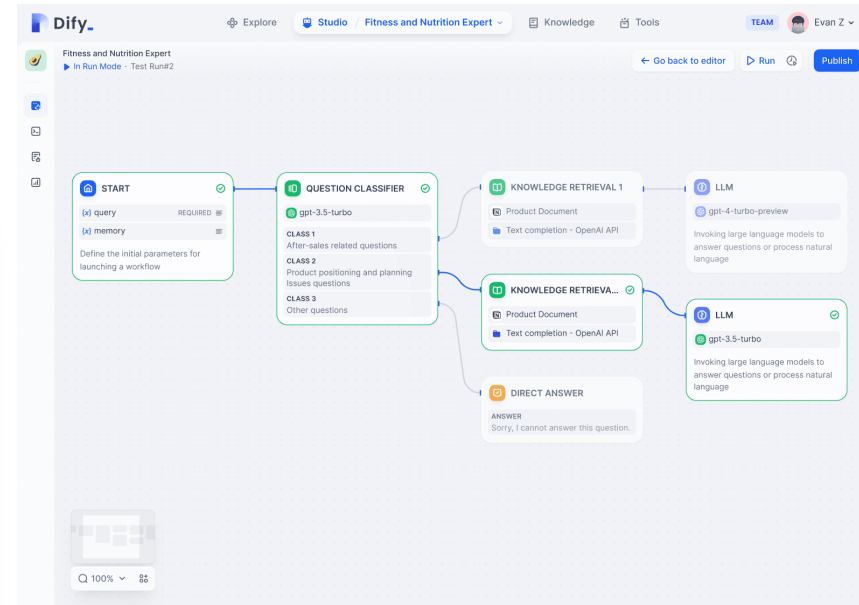 Dify_
Explore
Studio / Fitness and Nutrition Expert
Knowledge
Tools
TEAM
Evan Z
Fitness and Nutrition Expert
In Run Mode · Test Run#2
Go back to editor
Run
Publish
START
{x} query REQUIRED
{x} memory
Define the initial parameters for
launching a workflow
QUESTION CLASSIFIER
gpt-3.5-turbo
CLASS 1
After-sales related questions
CLASS 2
Product positioning and planning
Issues questions
CLASS 3
Other questions
KNOWLEDGE RETRIEVAL 1
Product Document
Text completion - OpenAI API
LLM
gpt-4-turbo-preview
Invoking large language models to
answer questions or process natural
language
KNOWLEDGE RETRIEVA...
Product Document
Text completion - OpenAI API
LLM
gpt-3.5-turbo
Invoking large language models to
answer questions or process natural
language
DIRECT ANSWER
ANSWER
Sorry, I cannot answer this question.
100%